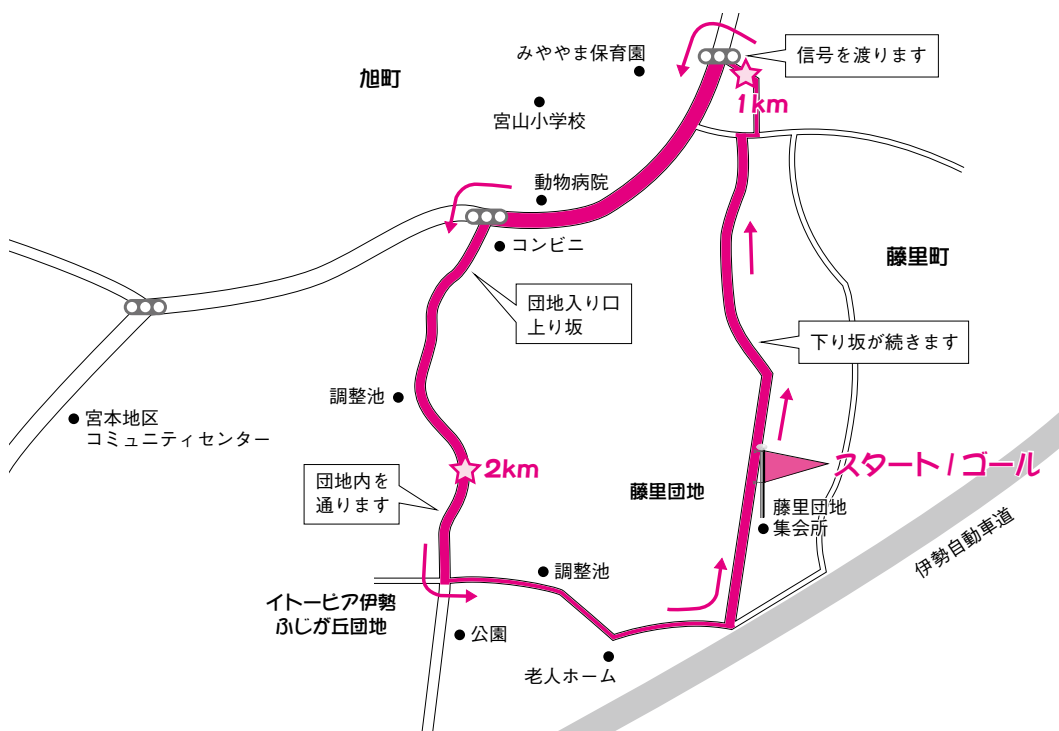 みややま保育園
信号を渡ります
旭町
1km
宮山小学校
動物病院
コンビニ
藤里町
団地入り口
上り坂
下り坂が続きます
調整池
宮本地区
コミュニティセンター
2km
スタート / ゴール
団地内を
通ります
藤里団地
藤里団地
集会所
伊勢自動車道
調整池
イトーピア伊勢
ふじが丘団地
公園
老人ホーム